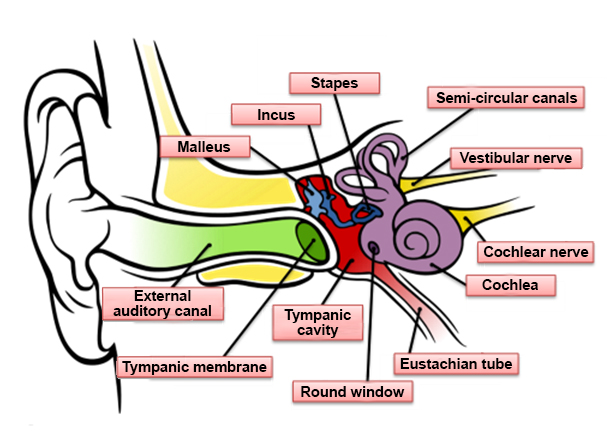 Stapes
Semi-circular canals
Incus
Malleus
Vestibular nerve
Cochlear nerve
Cochlea
External
auditory canal
Tympanic
cavity
Tympanic membrane
Eustachian tube
Round window